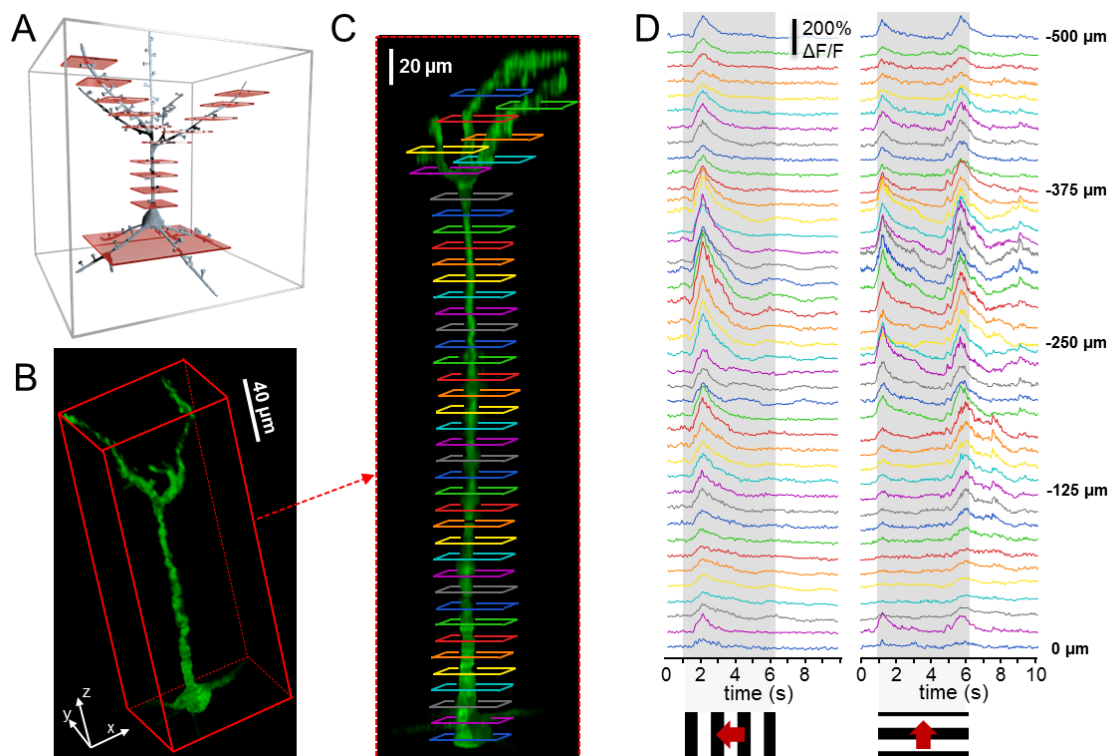 A
B
40 µm
z
y
x
C
20 µm
D
200%
ΔF/F
-500 µm
-375 µm
-250 µm
-125 µm
0 µm
0 2 4 6 8
time (s)
0 2 4 6 8 10
time (s)